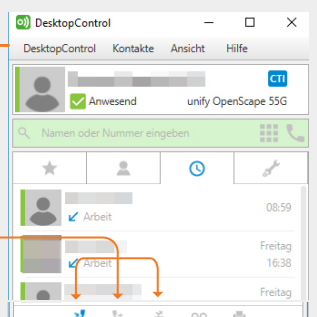 DesktopControl
DesktopControl Kontakte Ansicht Hilfe
CTI
Anwesend unify OpenScape 55G
Namen oder Nummer eingeben
08:59
Arbeit
Freitag
Arbeit 16:38
Freitag